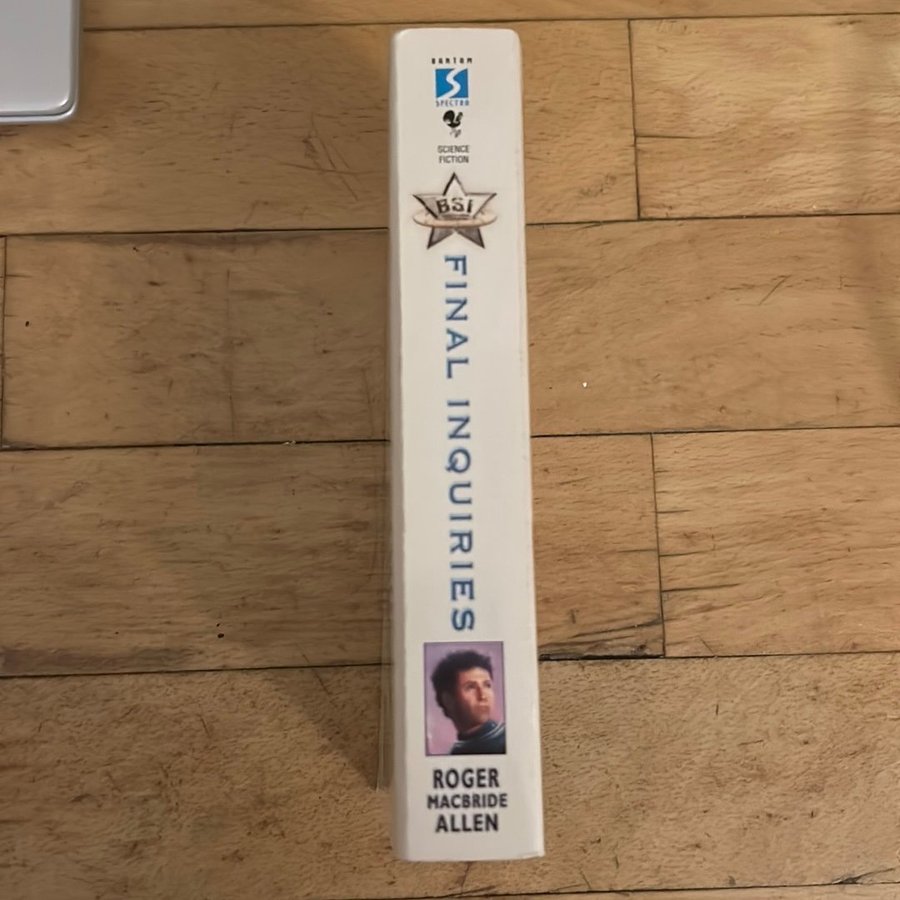 BANTAM
SPECTRA
SCIENCE
FICTION
BSI
FINAL INQUIRIES
ROGER
MACBRIDE
ALLEN